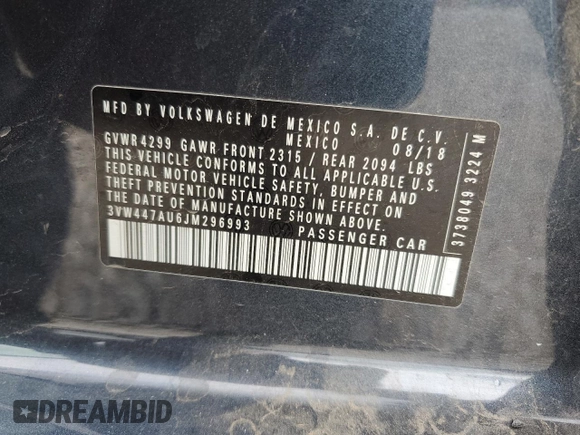 MFD BY VOLKSWAGEN DE MEXICO S.A. DE C.V.
MEXICO 08/18
GVWR 4299 GAWR FRONT 2315 / REAR 2094 LBS
THIS VEHICLE CONFORMS TO ALL APPLICABLE U.S.
FEDERAL MOTOR VEHICLE SAFETY, BUMPER AND
THEFT PREVENTION STANDARDS IN EFFECT ON
THE DATE OF MANUFACTURE SHOWN ABOVE.
3VW447AU6JM296993 PASSENGER CAR
3738049 3224 M
DREAMBID